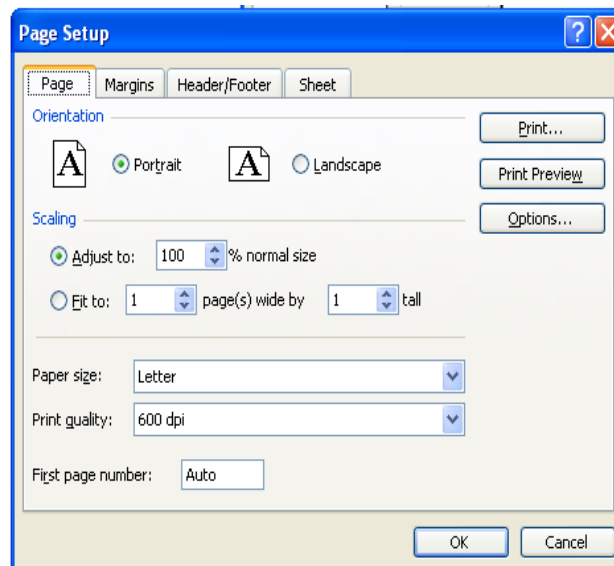 Page Setup
Page Margins Header/Footer Sheet
Orientation
A Portrait A Landscape
Print...
Print Preview
Scaling
Options...
Adjust to: 100 % normal size
Fit to: 1 page(s) wide by 1 tall
Paper size: Letter
Print quality: 600 dpi
First page number: Auto
OK Cancel